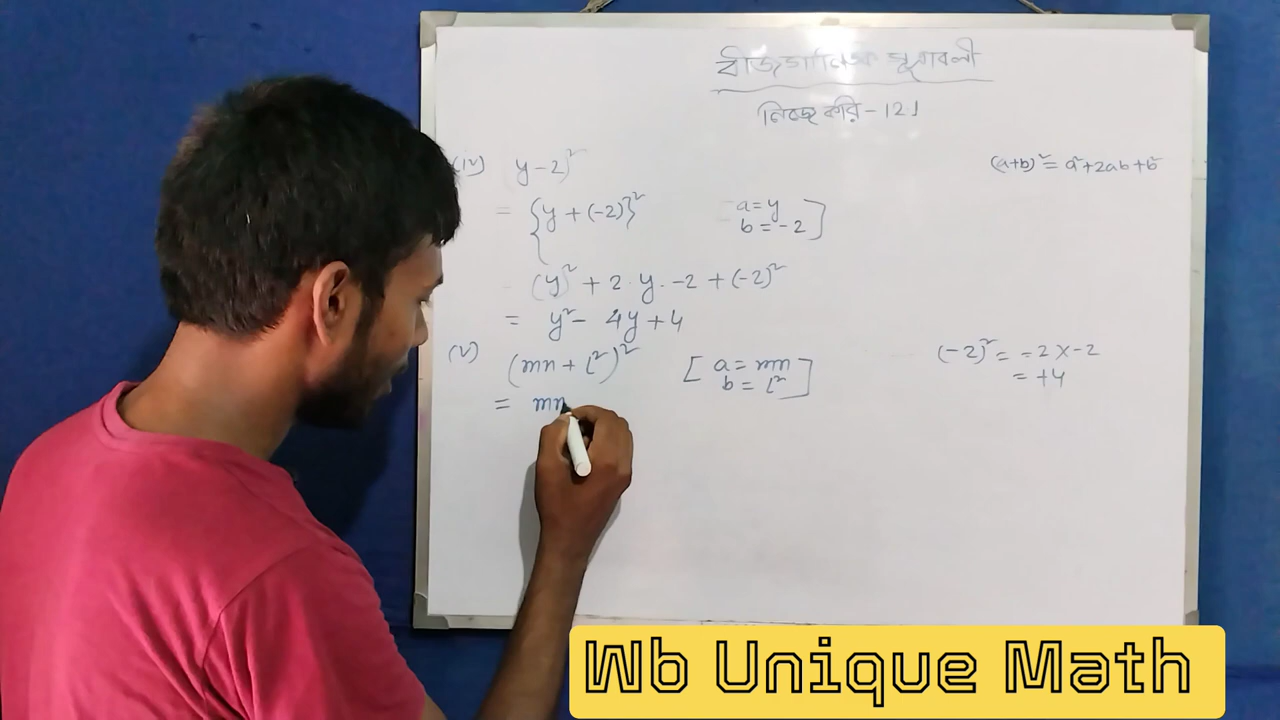 বীজগাণিতিক সূত্রাবলী
নিজে করি - 12.1
(iv) y-2)²
(a+b)² = a²+2ab+b²
= {y + (-2)}²
a = y
b = -2 ]
(y)² + 2·y·-2 + (-2)²
= y² - 4y + 4
(v) (mn + l²)²
[ a = mn
b = l² ]
(-2)² = -2 × -2
= +4
= mn
Wb Unique Math